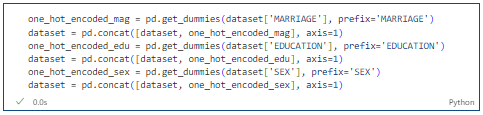 one_hot_encoded_mag = pd.get_dummies(dataset['MARRIAGE'], prefix='MARRIAGE')
dataset = pd.concat([dataset, one_hot_encoded_mag], axis=1)
one_hot_encoded_edu = pd.get_dummies(dataset['EDUCATION'], prefix='EDUCATION')
dataset = pd.concat([dataset, one_hot_encoded_edu], axis=1)
one_hot_encoded_sex = pd.get_dummies(dataset['SEX'], prefix='SEX')
dataset = pd.concat([dataset, one_hot_encoded_sex], axis=1)
0.0s Python